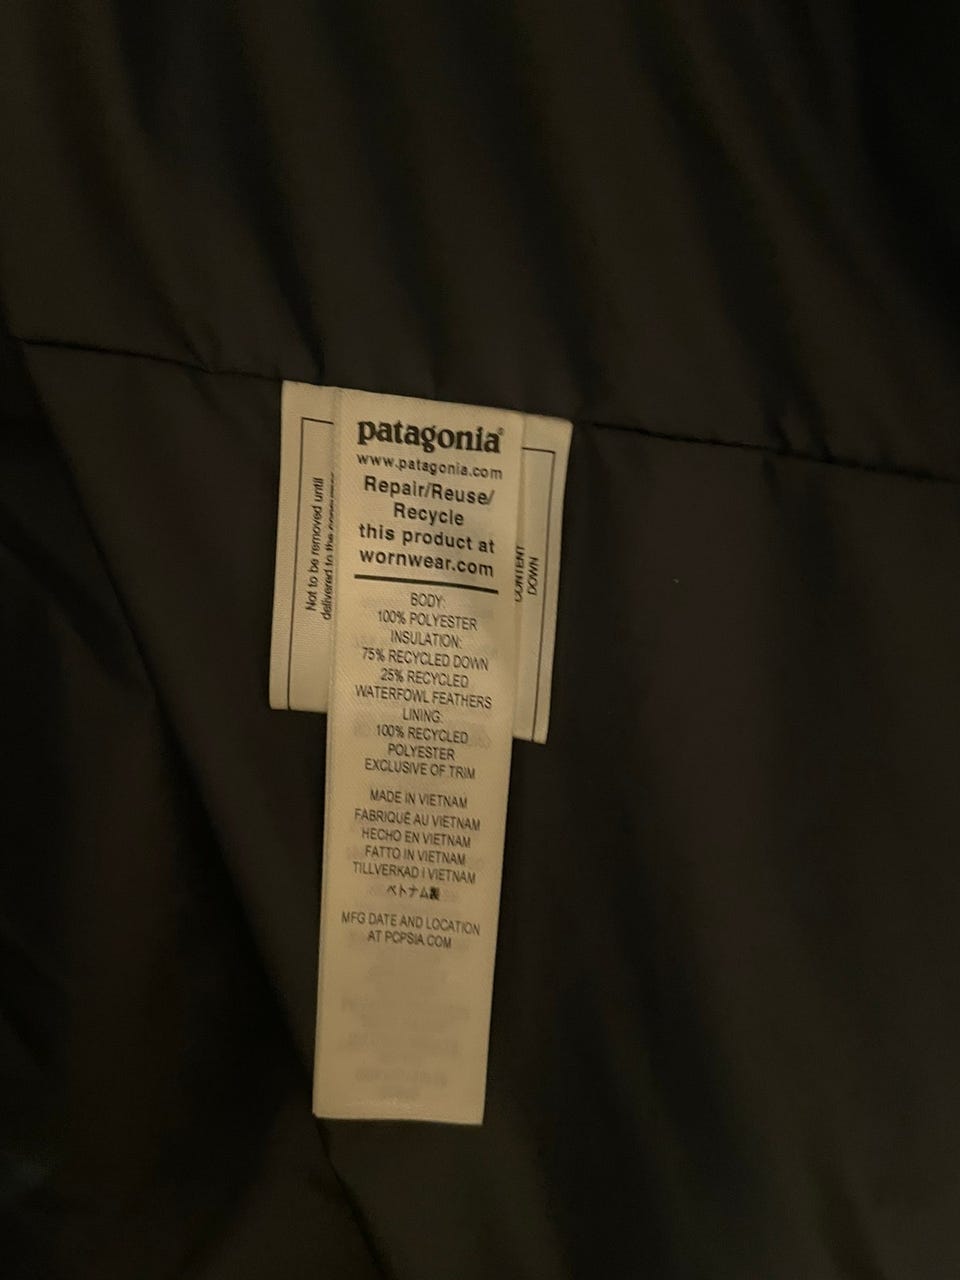 patagonia®
www.patagonia.com
Repair/Reuse/
Recycle
this product at
wornwear.com
BODY:
100% POLYESTER
INSULATION:
75% RECYCLED DOWN
25% RECYCLED
WATERFOWL FEATHERS
LINING:
100% RECYCLED
POLYESTER
EXCLUSIVE OF TRIM
MADE IN VIETNAM
FABRIQUÉ AU VIETNAM
HECHO EN VIETNAM
FATTO IN VIETNAM
TILLVERKAD I VIETNAM
ベトナム製
MFG DATE AND LOCATION
AT PCPSIA.COM
Not to be removed until
delivered to the
CONTENT
DOWN